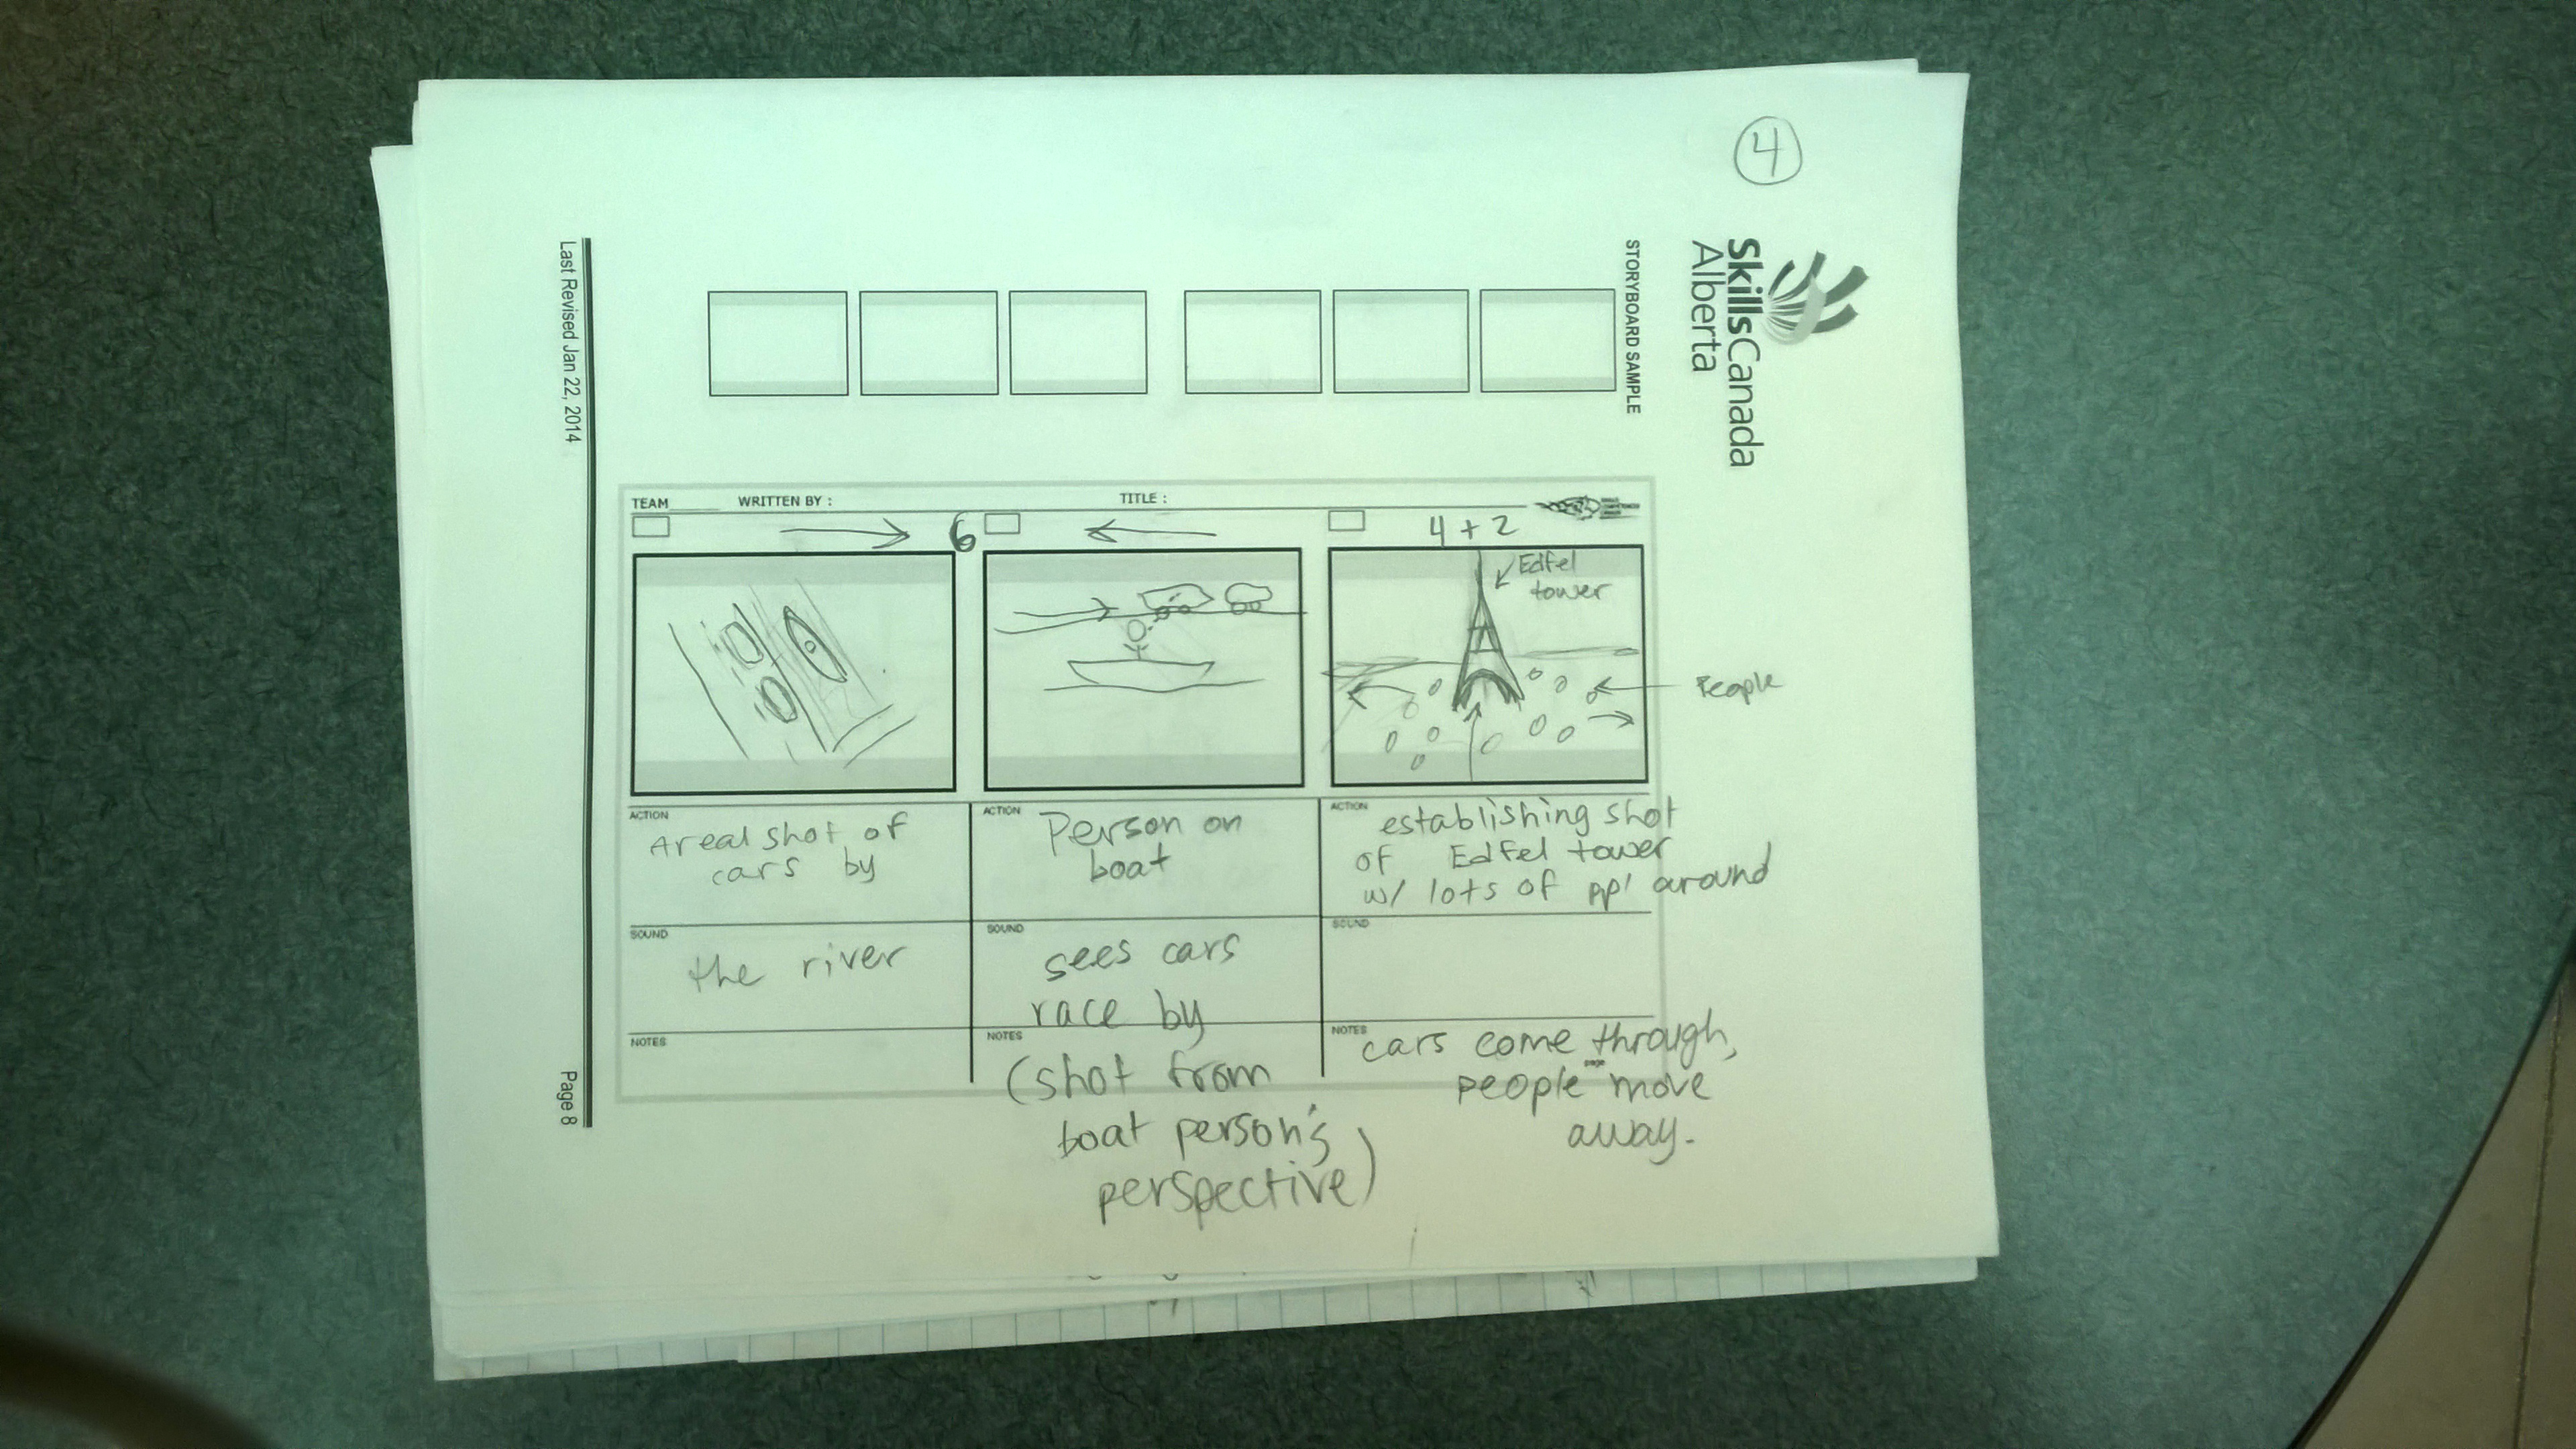 4
SkillsCanada
Alberta
STORYBOARD SAMPLE
TEAM WRITTEN BY : TITLE :
6
4 + 2
Edfel
tower
People
ACTION
Areal shot of
cars by
SOUND
the river
NOTES
ACTION
Person on
boat
SOUND
sees cars
race by
NOTES
(shot from
boat person's
perspective)
ACTION
establishing shot
of Edfel tower
w/ lots of ppl around
SOUND
NOTES
cars come through,
people move
away.
Last Revised Jan 22, 2014
Page 8